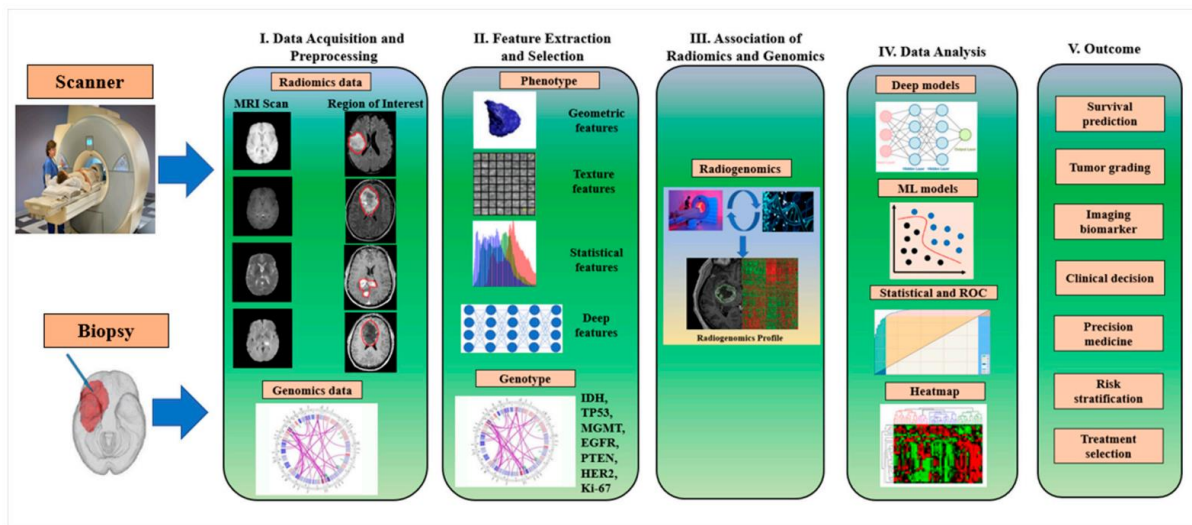 Scanner
Biopsy
I. Data Acquisition and
Preprocessing
Radiomics data
MRI Scan
Region of Interest
Genomics data
II. Feature Extraction
and Selection
Phenotype
Geometric
features
Texture
features
Statistical
features
Deep
features
Genotype
IDH,
TP53,
MGMT,
EGFR,
PTEN,
HER2,
Ki-67
III. Association of
Radiomics and Genomics
Radiogenomics
Radiogenomics Profile
IV. Data Analysis
Deep models
ML models
Statistical and ROC
Heatmap
V. Outcome
Survival
prediction
Tumor grading
Imaging
biomarker
Clinical decision
Precision
medicine
Risk
stratification
Treatment
selection